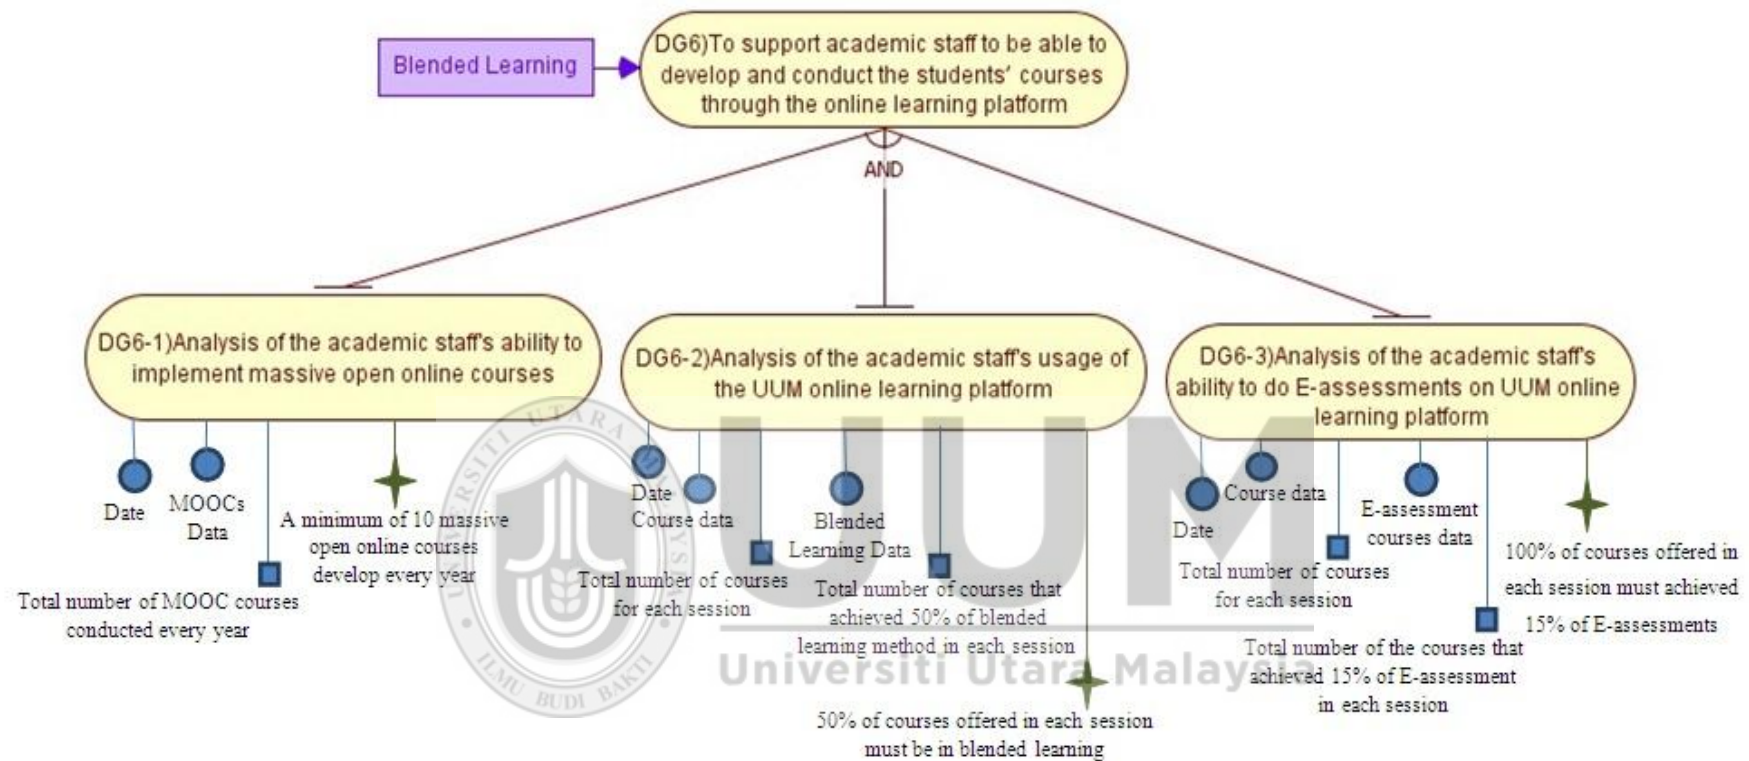 Blended Learning
DG6)To support academic staff to be able to
develop and conduct the students' courses
through the online learning platform
AND
DG6-1)Analysis of the academic staff's ability to
implement massive open online courses
DG6-2)Analysis of the academic staff's usage of
the UUM online learning platform
DG6-3)Analysis of the academic staff's
ability to do E-assessments on UUM online
learning platform
Date
MOOCs
Data
Total number of MOOC courses
conducted every year
A minimum of 10 massive
open online courses
develop every year
Date
Course data
Total number of courses
for each session
Blended
Learning Data
Total number of courses that
achieved 50% of blended
learning method in each session
50% of courses offered in each session
must be in blended learning
Date
Course data
Total number of courses
for each session
E-assessment
courses data
Total number of the courses that
achieved 15% of E-assessment
in each session
100% of courses offered in
each session must achieved
15% of E-assessments
UNIVERSITI UTARA MALAYSIA
ILMU BUDI BAKTI
UUM
Universiti Utara Malaysia